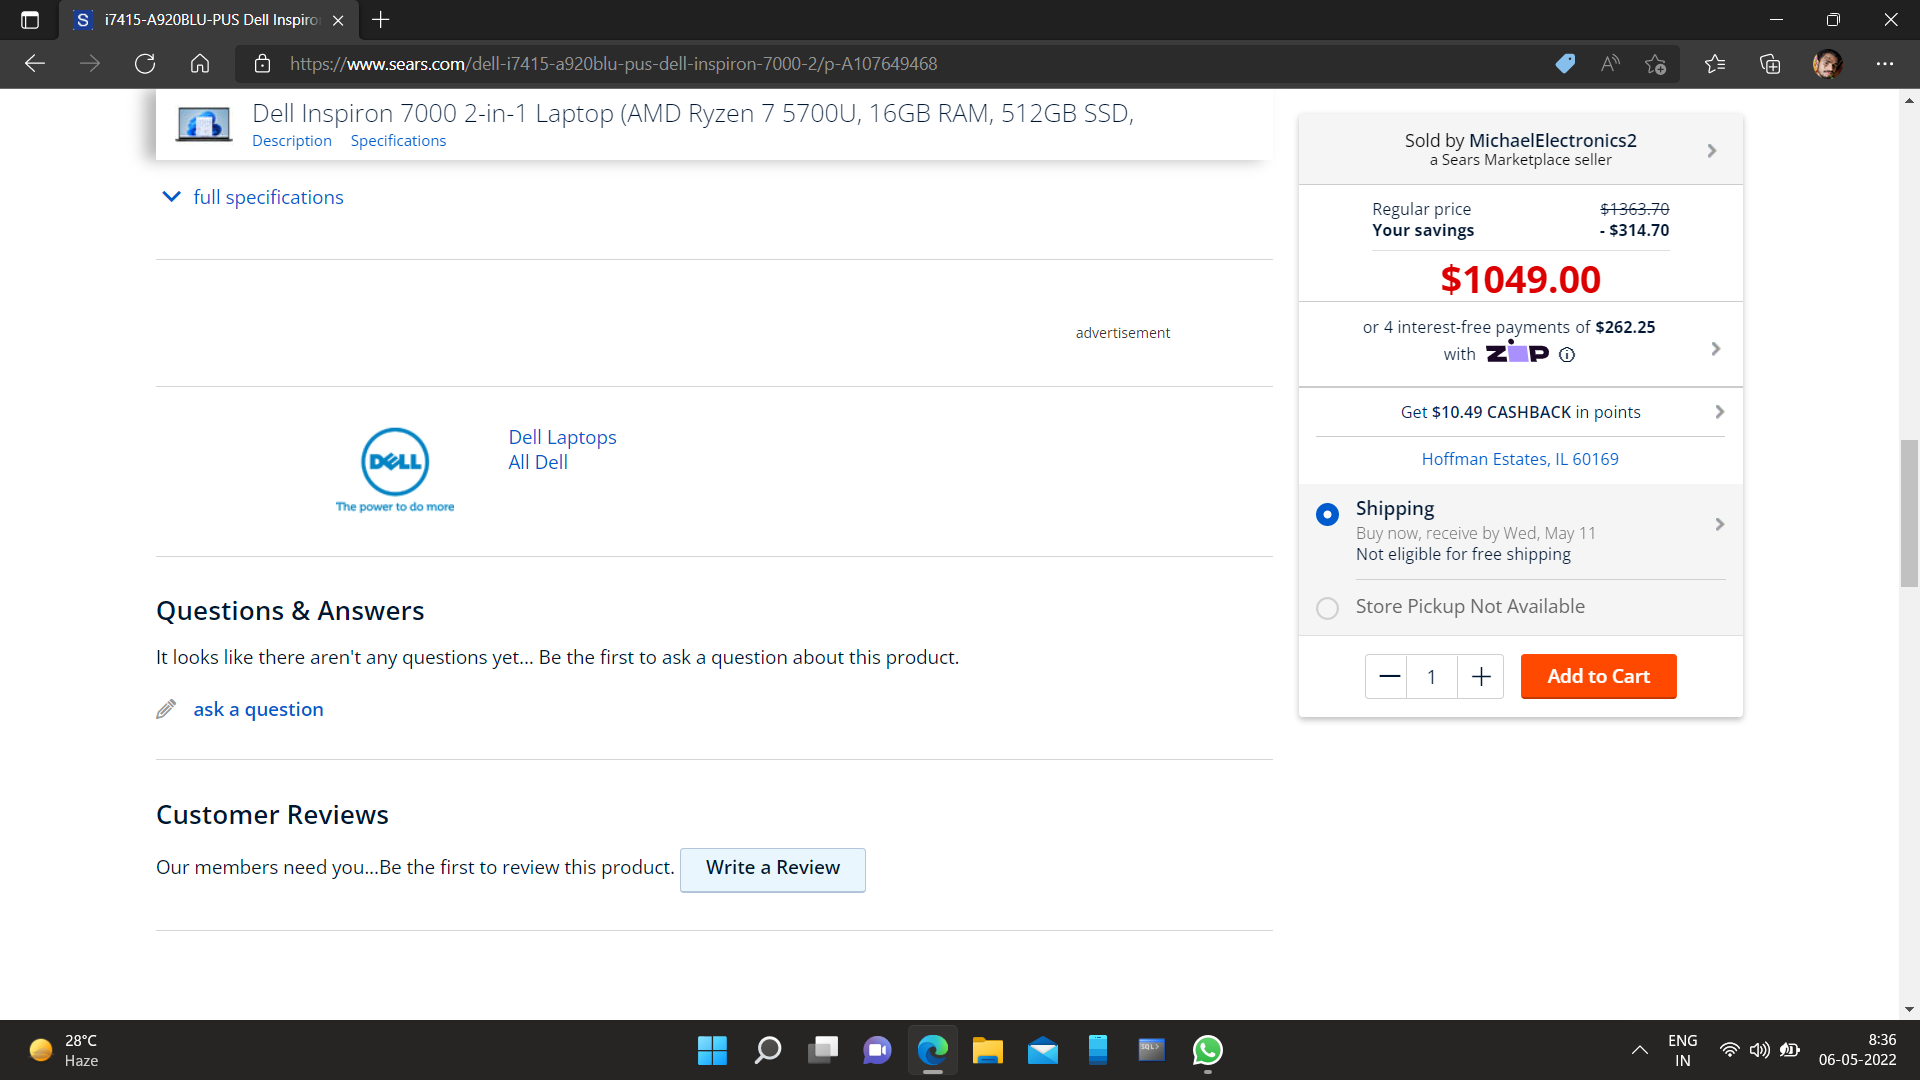 i7415-A920BLU-PUS Dell Inspiro
https://www.sears.com/dell-i7415-a920blu-pus-dell-inspiron-7000-2/p-A107649468
Dell Inspiron 7000 2-in-1 Laptop (AMD Ryzen 7 5700U, 16GB RAM, 512GB SSD,
Description Specifications
full specifications
advertisement
DELL
The power to do more
Dell Laptops
All Dell
Questions & Answers
It looks like there aren't any questions yet... Be the first to ask a question about this product.
ask a question
Customer Reviews
Our members need you...Be the first to review this product. Write a Review
Sold by MichaelElectronics2
a Sears Marketplace seller
Regular price $1363.70
Your savings - $314.70
$1049.00
or 4 interest-free payments of $262.25
with ZIP
Get $10.49 CASHBACK in points
Hoffman Estates, IL 60169
Shipping
Buy now, receive by Wed, May 11
Not eligible for free shipping
Store Pickup Not Available
1 Add to Cart
28°C
Haze
SQL>
ENG
IN
8:36
06-05-2022